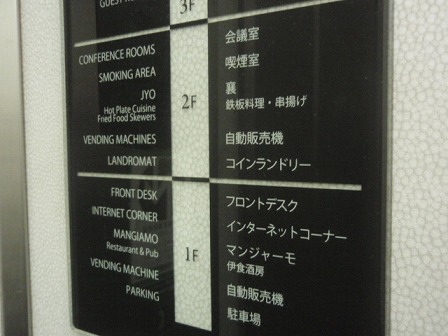 GUEST ROOMS
3F
CONFERENCE ROOMS
SMOKING AREA
JYO
Hot Plate Cuisine
Fried Food Skewers
VENDING MACHINES
LANDROMAT
2F
会議室
喫煙室
襄
鉄板料理・串揚げ
自動販売機
コインランドリー
FRONT DESK
INTERNET CORNER
MANGIAMO
Restaurant & Pub
VENDING MACHINE
PARKING
1F
フロントデスク
インターネットコーナー
マンジャーモ
伊食酒房
自動販売機
駐車場